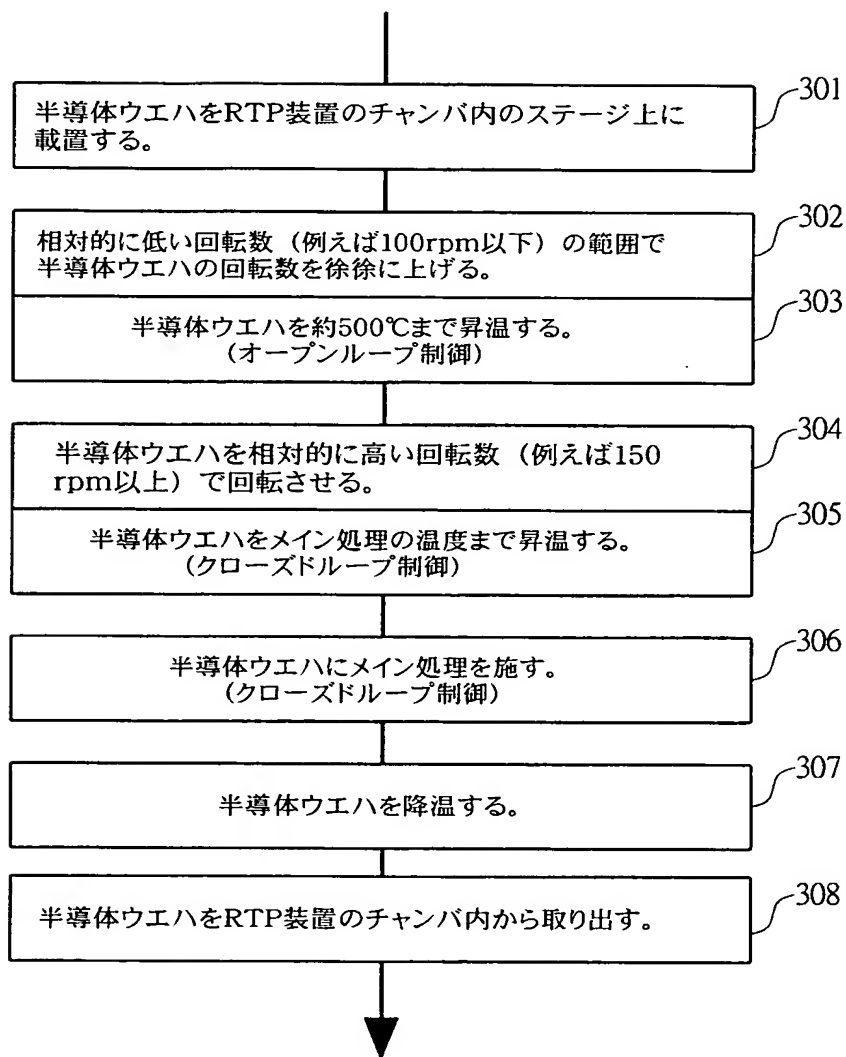 301
半導体ウエハをRTP装置のチャンバ内のステージ上に
載置する。
302
相対的に低い回転数（例えば100rpm以下）の範囲で
半導体ウエハの回転数を徐徐に上げる。
303
半導体ウエハを約500℃まで昇温する。
（オープンループ制御）
304
半導体ウエハを相対的に高い回転数（例えば150
rpm以上）で回転させる。
305
半導体ウエハをメイン処理の温度まで昇温する。
（クローズドループ制御）
306
半導体ウエハにメイン処理を施す。
（クローズドループ制御）
307
半導体ウエハを降温する。
308
半導体ウエハをRTP装置のチャンバ内から取り出す。